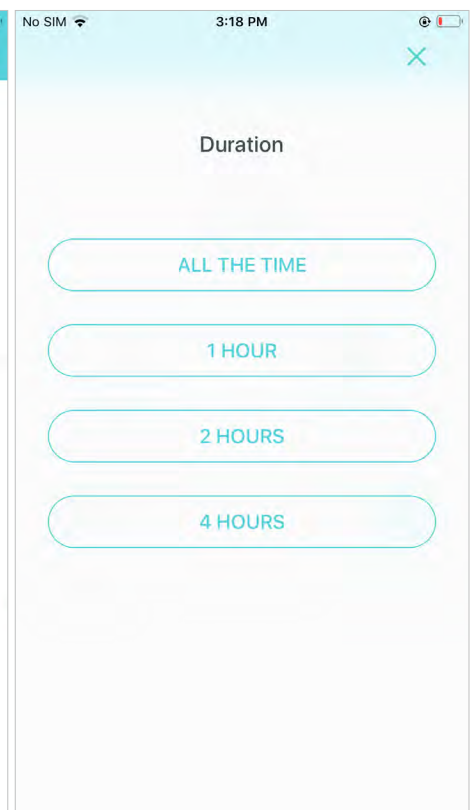 No SIM 3:18 PM
Duration
ALL THE TIME
1 HOUR
2 HOURS
4 HOURS